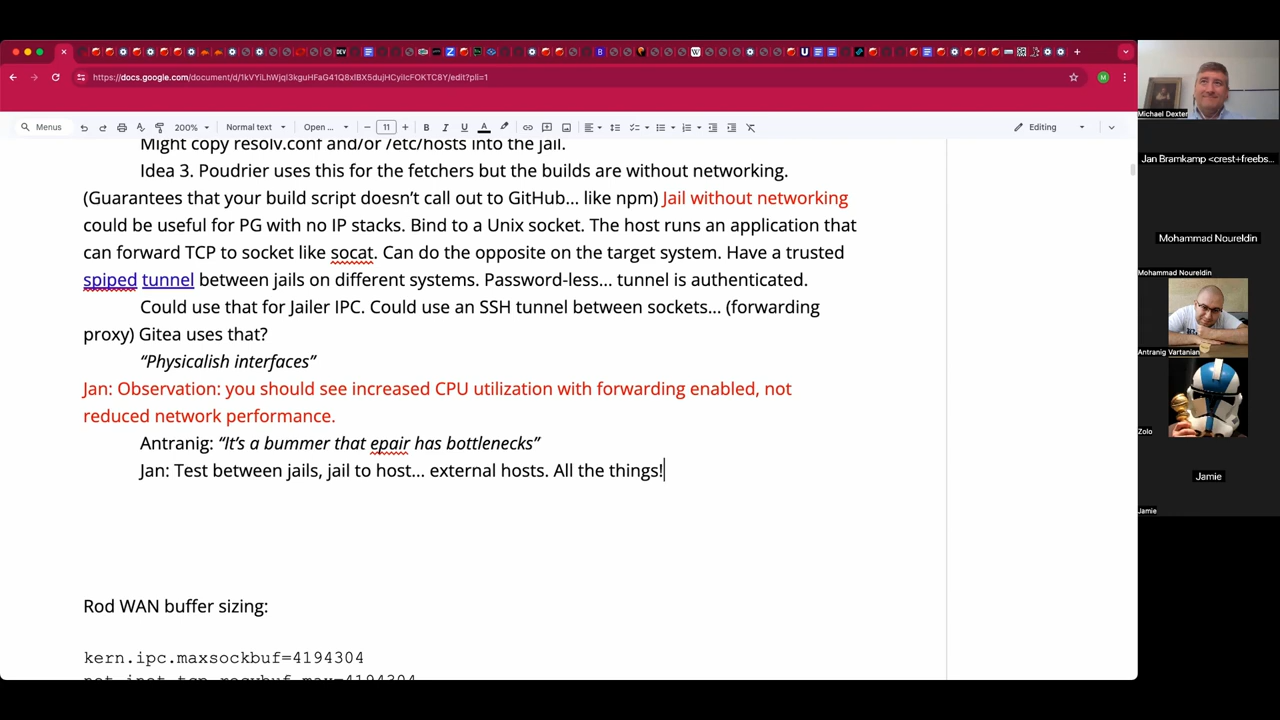 https://docs.google.com/document/d/1kVYiLhWjql3kguHFaG41Q8xlBX5dujHCyiIcFOKTC8Y/edit?pli=1
M
Menus
200%
Normal text
Open ...
11
Editing
Might copy resolv.conf and/or /etc/hosts into the jail.
Idea 3. Poudrier uses this for the fetchers but the builds are without networking.
(Guarantees that your build script doesn't call out to GitHub... like npm) Jail without networking
could be useful for PG with no IP stacks. Bind to a Unix socket. The host runs an application that
can forward TCP to socket like socat. Can do the opposite on the target system. Have a trusted
spiped tunnel between jails on different systems. Password-less... tunnel is authenticated.
Could use that for Jailer IPC. Could use an SSH tunnel between sockets... (forwarding
proxy) Gitea uses that?
“Physicalish interfaces”
Jan: Observation: you should see increased CPU utilization with forwarding enabled, not
reduced network performance.
Antranig: “It's a bummer that epair has bottlenecks”
Jan: Test between jails, jail to host... external hosts. All the things!
Rod WAN buffer sizing:
kern.ipc.maxsockbuf=4194304
net.inet.tcp.recvbuf_max=4194304
Michael Dexter
Jan Bramkamp <crest+freebs...
Mohammad Noureldin
Mohammad Noureldin
Antranig Vartanian
Zolo
Jamie
Jamie